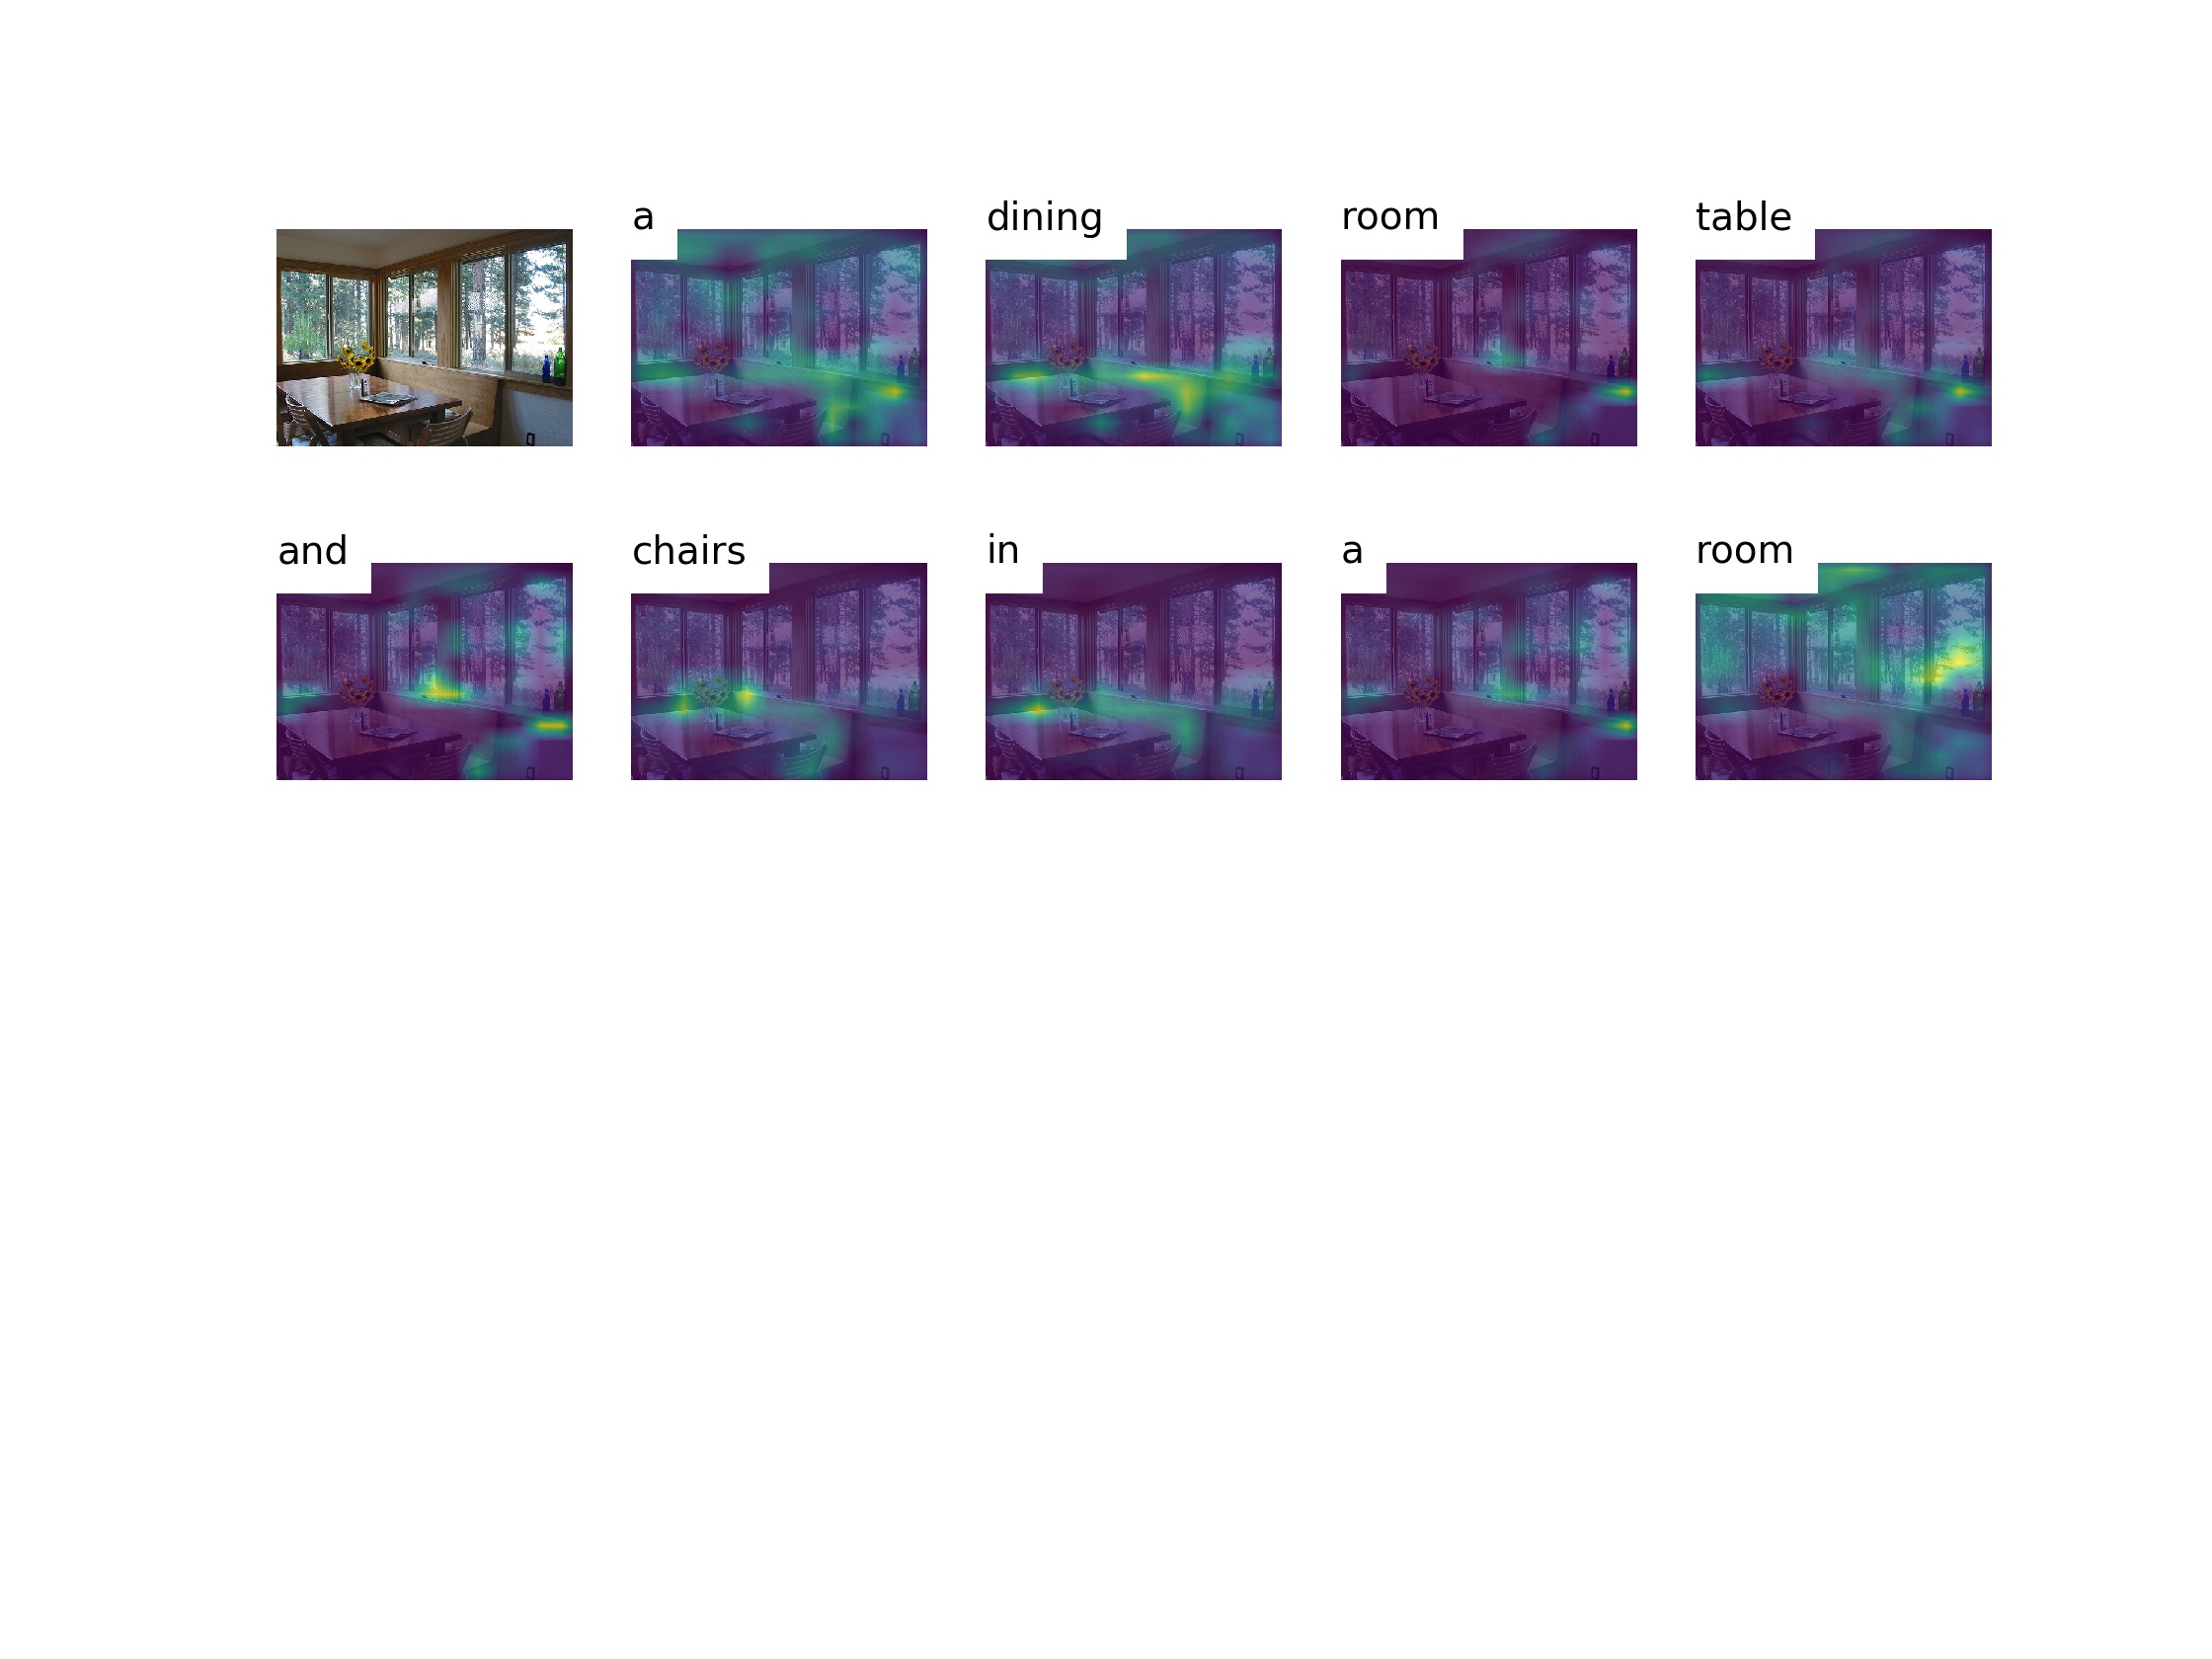 a
dining
room
table
and
chairs
in
a
room